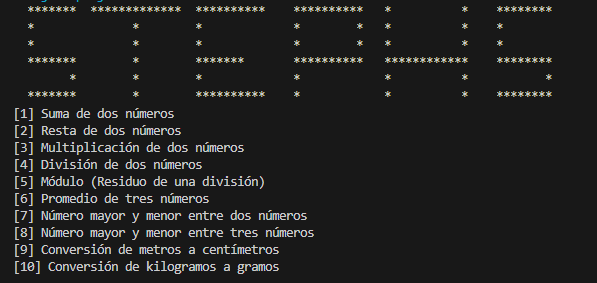 STEPHS
[1] Suma de dos números
[2] Resta de dos números
[3] Multiplicación de dos números
[4] División de dos números
[5] Módulo (Residuo de una división)
[6] Promedio de tres números
[7] Número mayor y menor entre dos números
[8] Número mayor y menor entre tres números
[9] Conversión de metros a centímetros
[10] Conversión de kilogramos a gramos